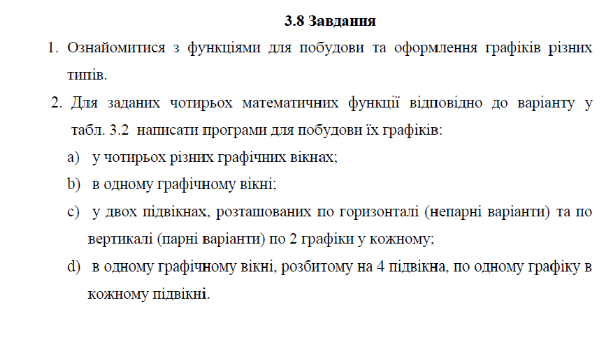 3.8 Завдання
1. Ознайомитися з функціями для побудови та оформлення графіків різних
типів.
2. Для заданих чотирьох математичних функції відповідно до варіанту у
табл. 3.2 написати програми для побудови їх графіків:
a) у чотирьох різних графічних вікнах;
b) в одному графічному вікні;
c) у двох підвікнах, розташованих по горизонталі (непарні варіанти) та по
вертикалі (парні варіанти) по 2 графіки у кожному;
d) в одному графічному вікні, розбитому на 4 підвікна, по одному графіку в
кожному підвікні.